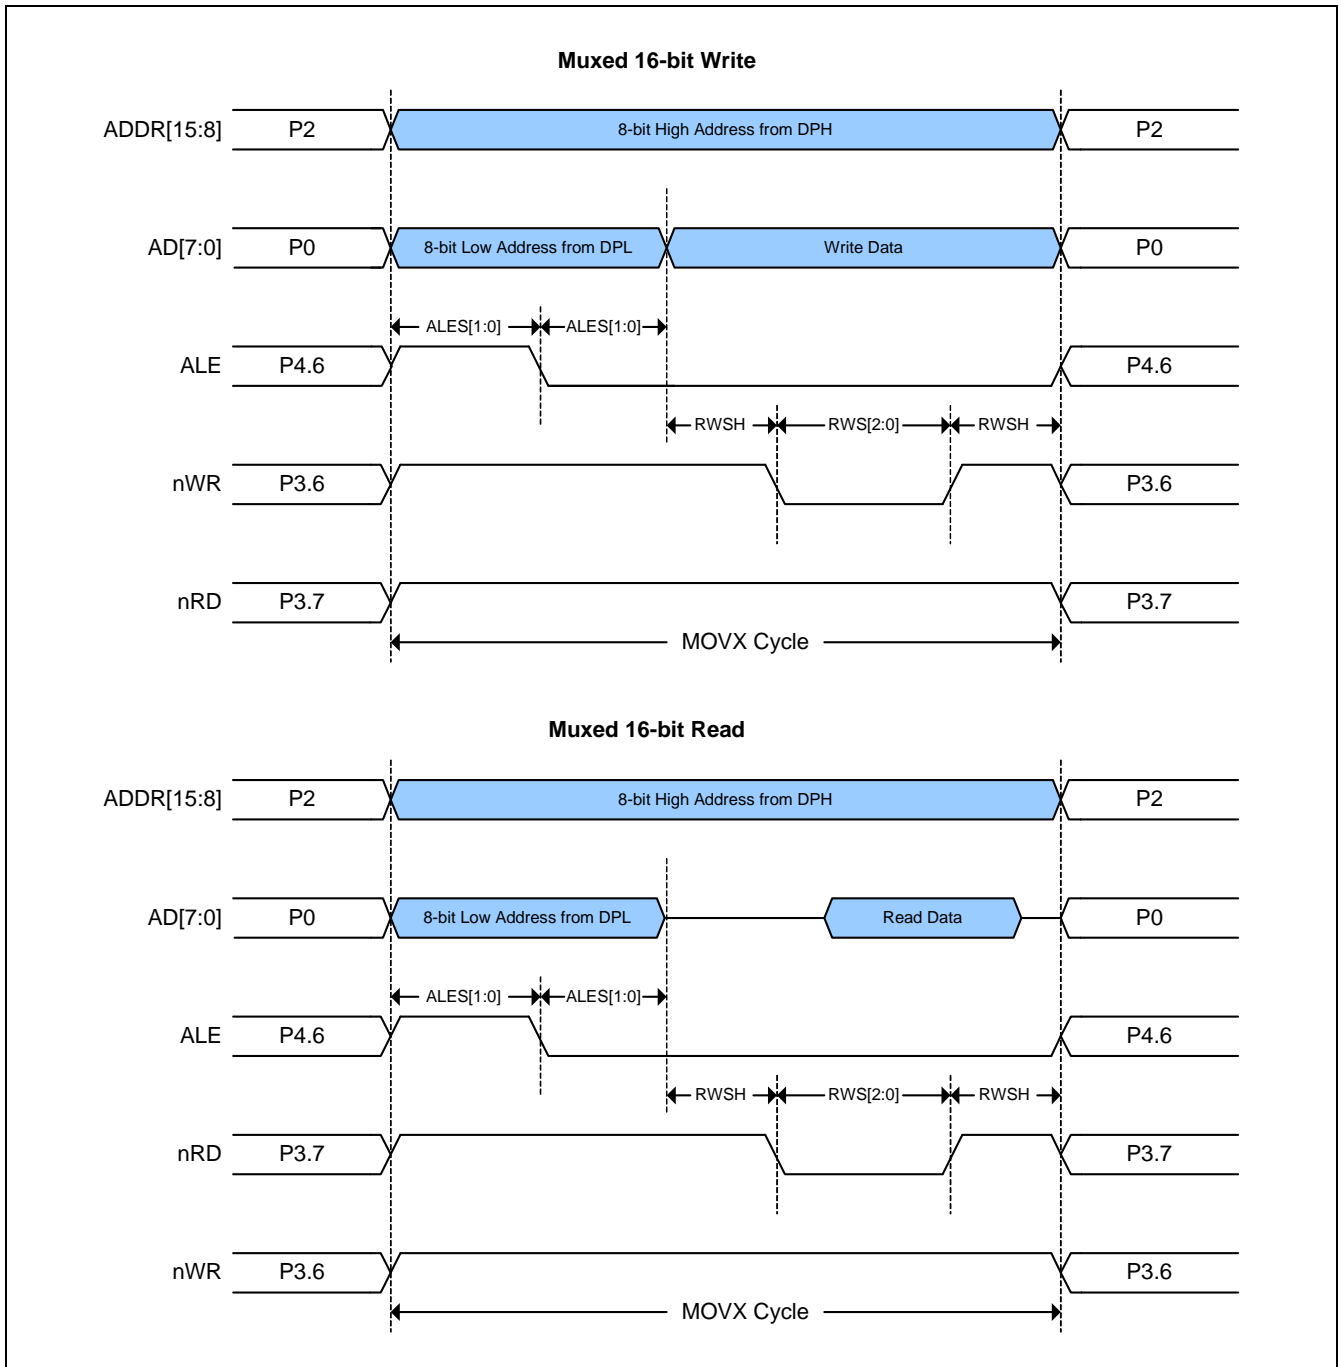 Muxed 16-bit Write
ADDR[15:8] P2 8-bit High Address from DPH P2
AD[7:0] P0 8-bit Low Address from DPL Write Data P0
ALES[1:0] ALES[1:0]
ALE P4.6 P4.6
RWSH RWS[2:0] RWSH
nWR P3.6 P3.6
nRD P3.7 P3.7
MOVX Cycle
Muxed 16-bit Read
ADDR[15:8] P2 8-bit High Address from DPH P2
AD[7:0] P0 8-bit Low Address from DPL Read Data P0
ALES[1:0] ALES[1:0]
ALE P4.6 P4.6
RWSH RWS[2:0] RWSH
nRD P3.7 P3.7
nWR P3.6 P3.6
MOVX Cycle